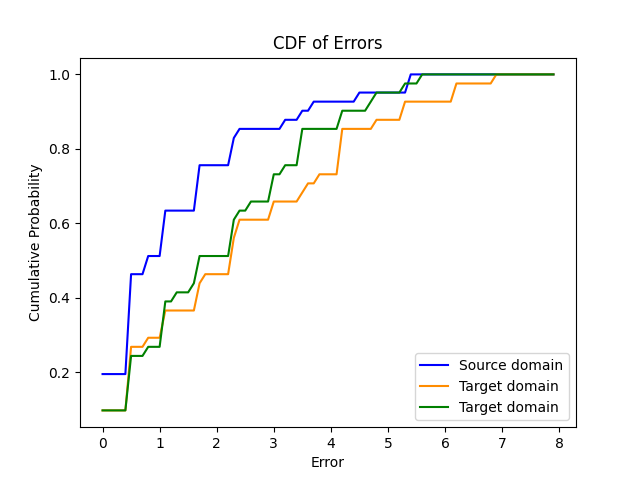 CDF of Errors
Cumulative Probability
1.0
0.8
0.6
0.4
0.2
Source domain
Target domain
Target domain
0 1 2 3 4 5 6 7 8
Error